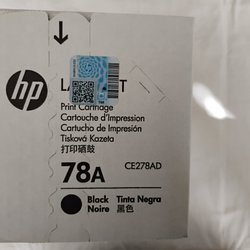 hp
Print Cartridge
Cartouche d'Impression
Cartucho de Impresión
Tisková Kazeta
打印硒鼓
78A
CE278AD
Black Tinta Negra
Noire 黑色